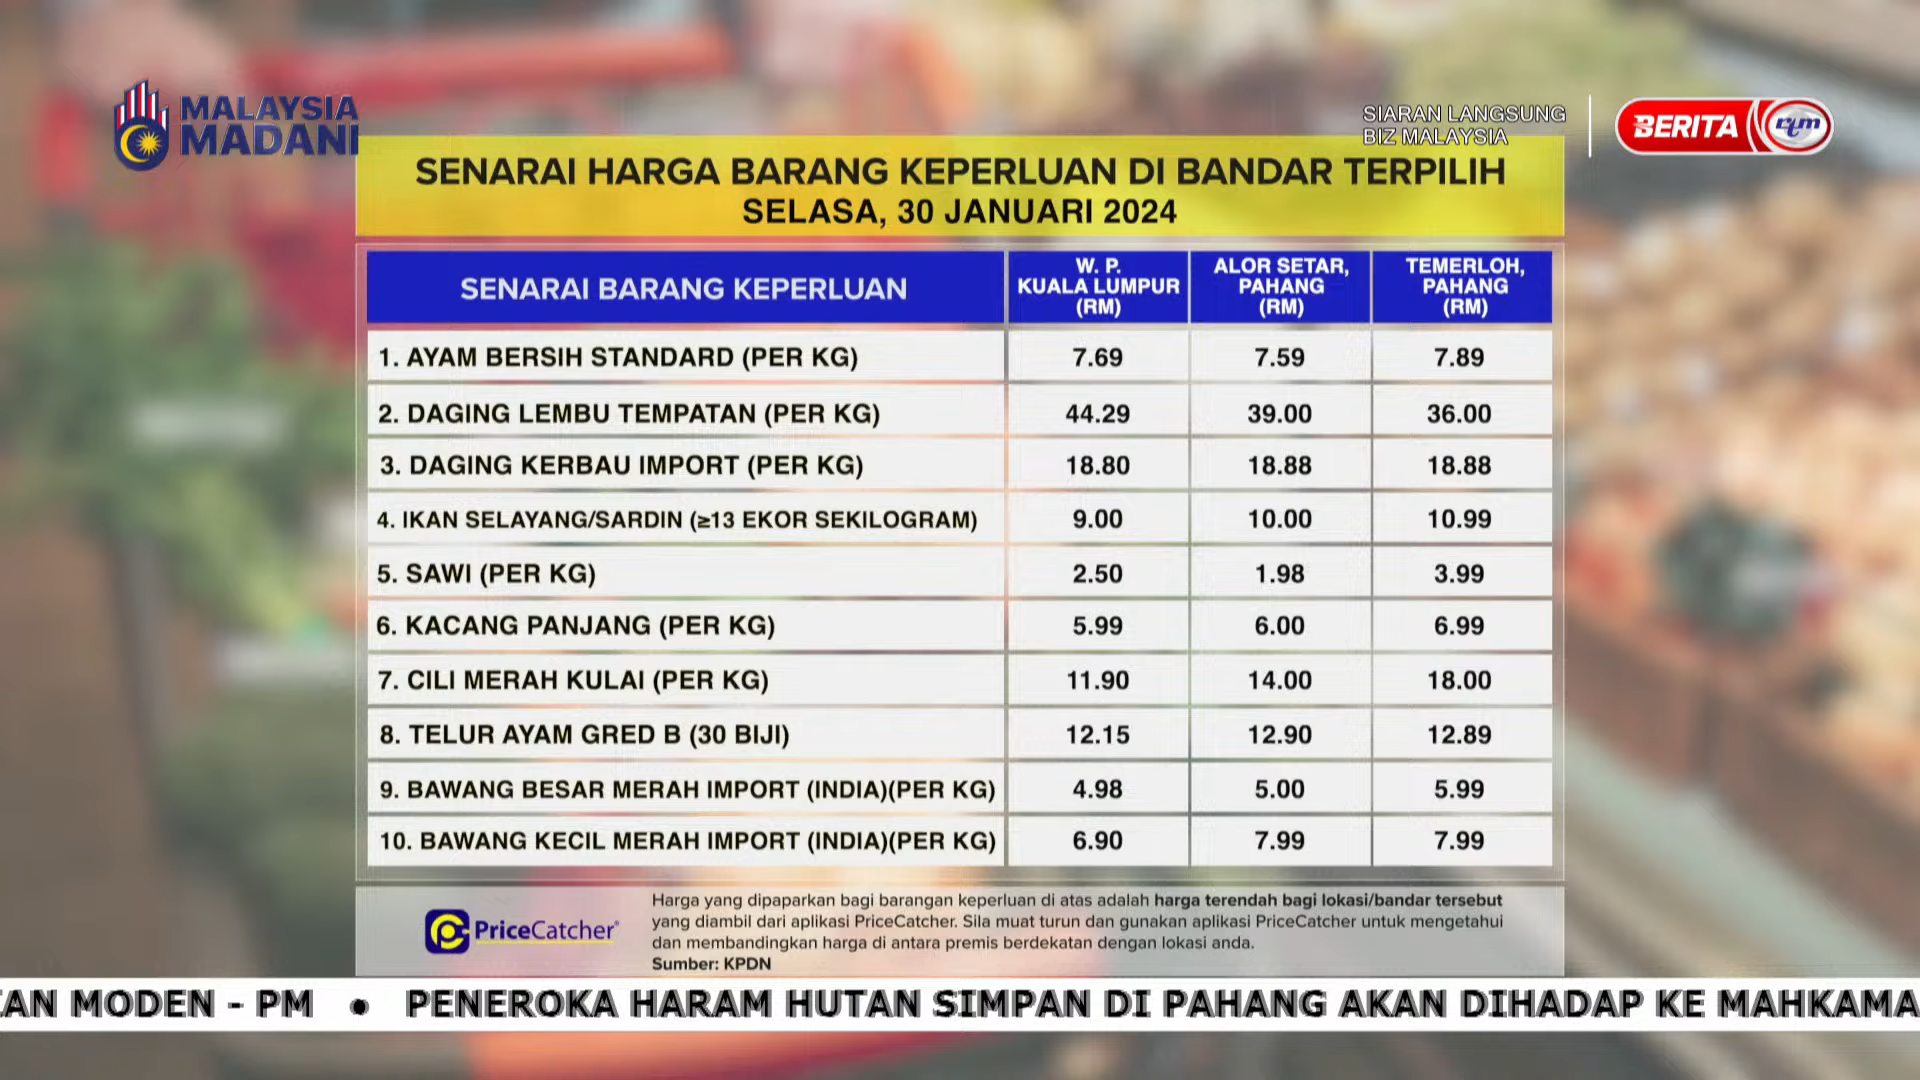 MALAYSIA
MADANI
SIARAN LANGSUNG
BIZ MALAYSIA
BERITA rtm
SENARAI HARGA BARANG KEPERLUAN DI BANDAR TERPILIH
SELASA, 30 JANUARI 2024
SENARAI BARANG KEPERLUAN
W. P.
KUALA LUMPUR
(RM)
ALOR SETAR,
PAHANG
(RM)
TEMERLOH,
PAHANG
(RM)
1. AYAM BERSIH STANDARD (PER KG) 7.69 7.59 7.89
2. DAGING LEMBU TEMPATAN (PER KG) 44.29 39.00 36.00
3. DAGING KERBAU IMPORT (PER KG) 18.80 18.88 18.88
4. IKAN SELAYANG/SARDIN (≥13 EKOR SEKILOGRAM) 9.00 10.00 10.99
5. SAWI (PER KG) 2.50 1.98 3.99
6. KACANG PANJANG (PER KG) 5.99 6.00 6.99
7. CILI MERAH KULAI (PER KG) 11.90 14.00 18.00
8. TELUR AYAM GRED B (30 BIJI) 12.15 12.90 12.89
9. BAWANG BESAR MERAH IMPORT (INDIA)(PER KG) 4.98 5.00 5.99
10. BAWANG KECIL MERAH IMPORT (INDIA)(PER KG) 6.90 7.99 7.99
PriceCatcher
Harga yang dipaparkan bagi barangan keperluan di atas adalah harga terendah bagi lokasi/bandar tersebut
yang diambil dari aplikasi PriceCatcher. Sila muat turun dan gunakan aplikasi PriceCatcher untuk mengetahui
dan membandingkan harga di antara premis berdekatan dengan lokasi anda.
Sumber: KPDN
TAN MODEN - PM • PENEROKA HARAM HUTAN SIMPAN DI PAHANG AKAN DIHADAP KE MAHKAMA